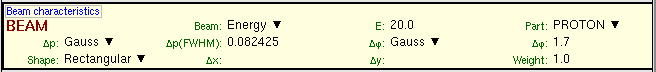 Beam characteristics
BEAM Beam: Energy ▼ E: 20.0 Part: PROTON ▼
Δp: Gauss ▼ Δp(FWHM): 0.082425 Δφ: Gauss ▼ Δφ: 1.7
Shape: Rectangular ▼ Δx: Δy: Weight: 1.0